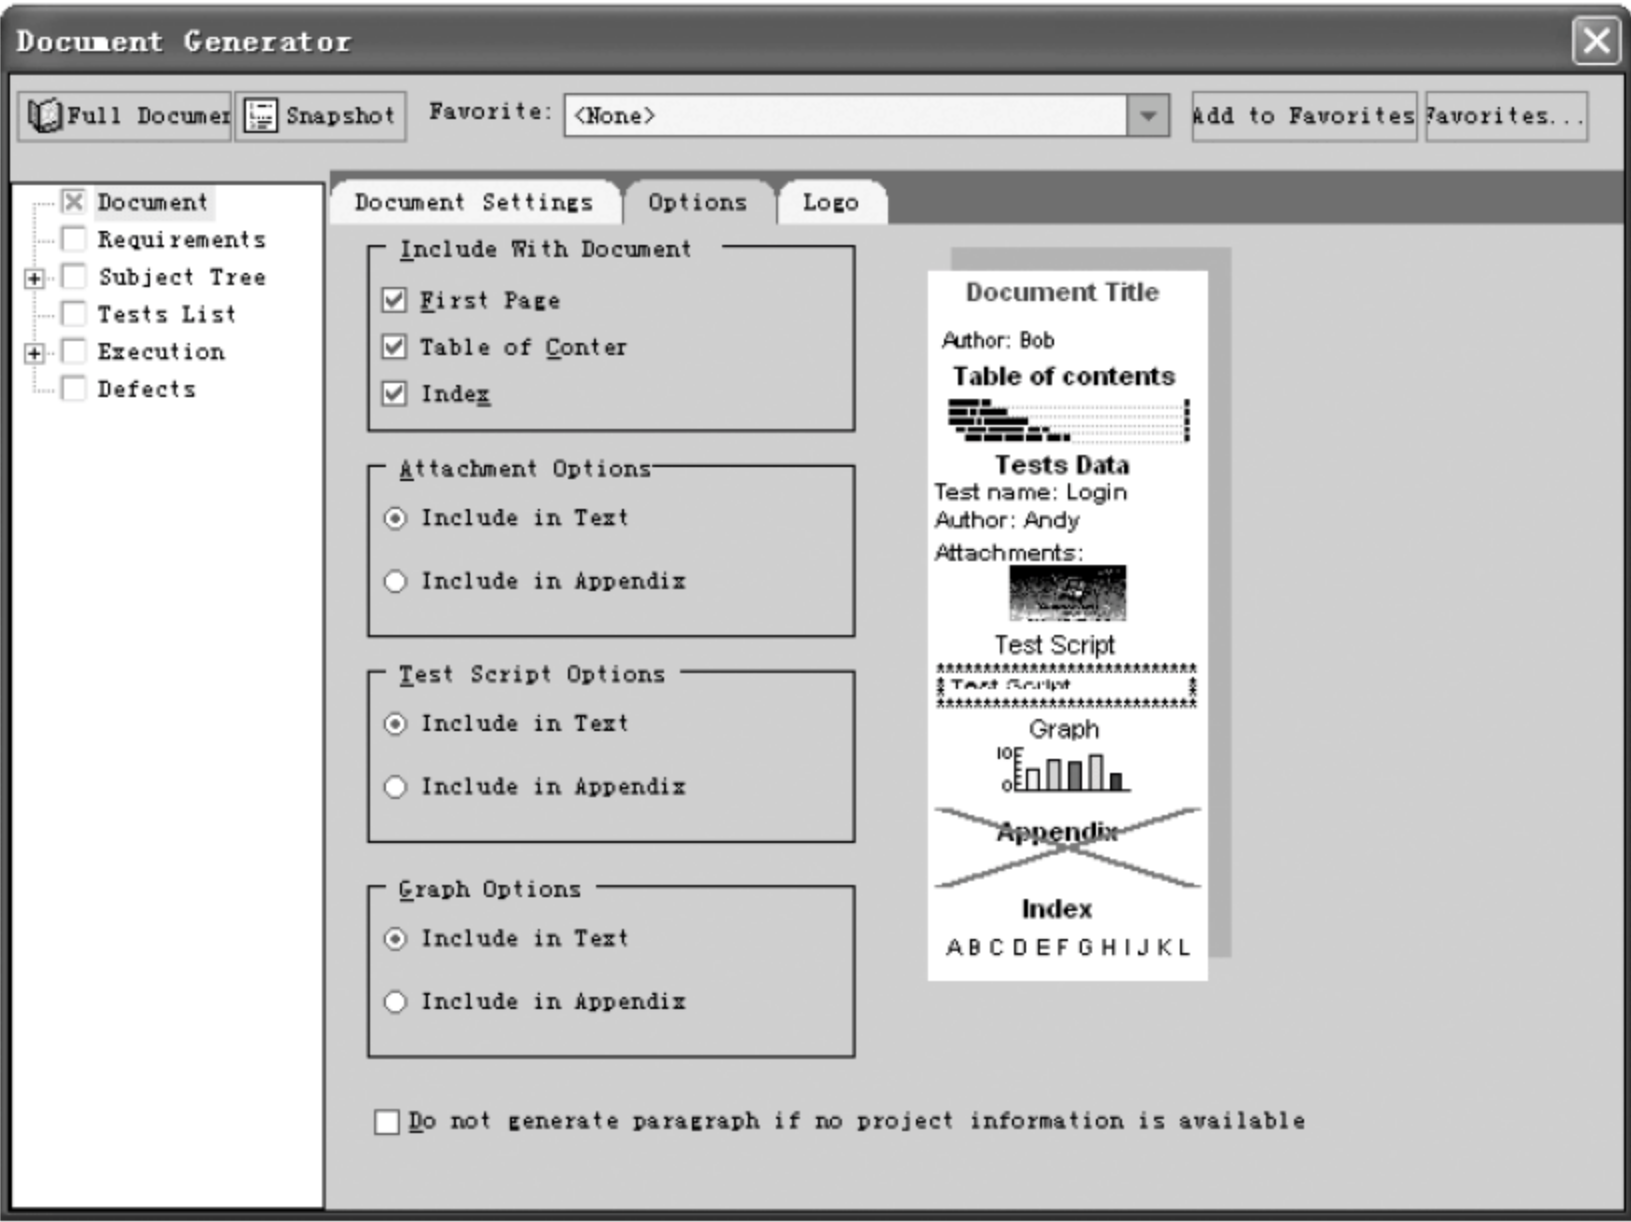 Document Generator
Full Documen Snapshot Favorite: <None> Add to Favorites Favorites...
Document
Requirements
Subject Tree
Tests List
Execution
Defects
Document Settings Options Logo
Include With Document
First Page
Table of Conter
Index
Attachment Options
Include in Text
Include in Appendix
Test Script Options
Include in Text
Include in Appendix
Graph Options
Include in Text
Include in Appendix
Do not generate paragraph if no project information is available
Document Title
Author: Bob
Table of contents
Tests Data
Test name: Login
Author: Andy
Attachments:
Test Script
****************************
Test Script
****************************
Graph
10
0
Appendix
Index
A B C D E F G H I J K L